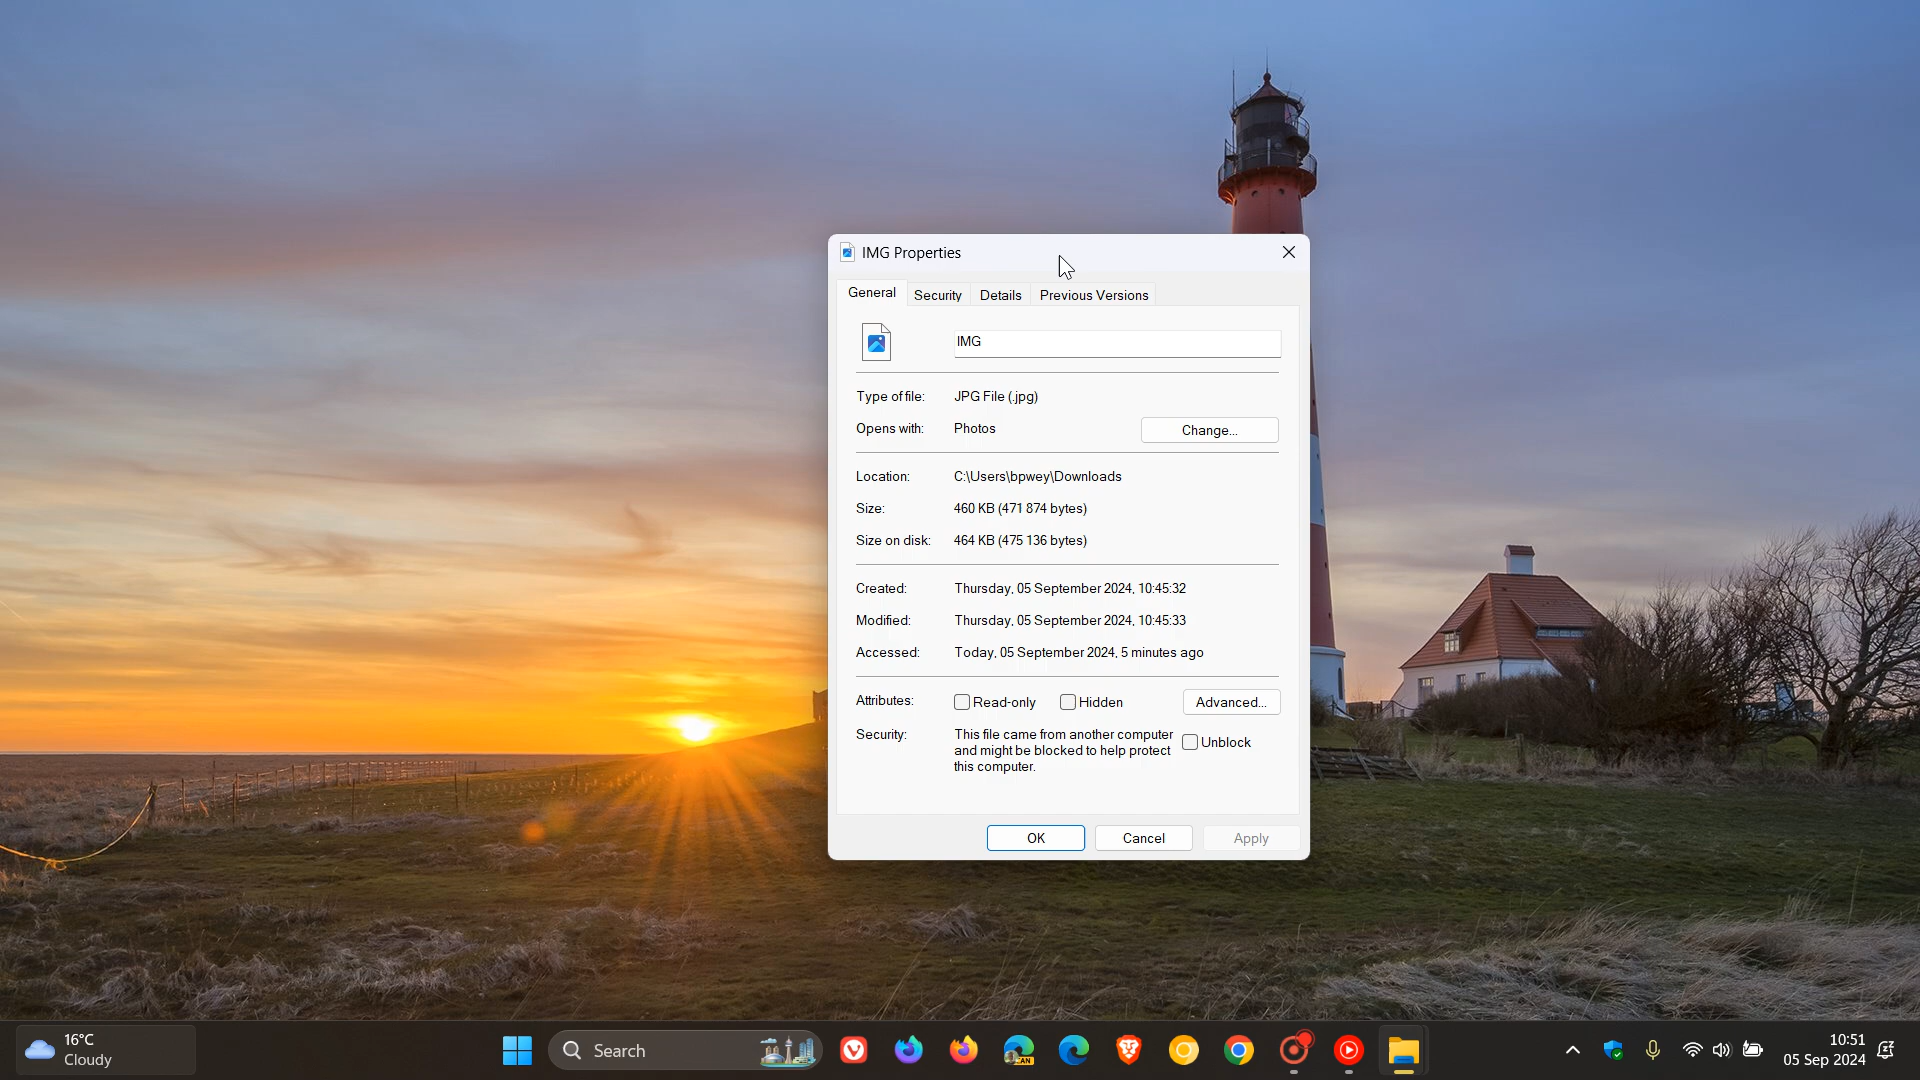 IMG Properties
General
Security
Details
Previous Versions
IMG
Type of file: JPG File (.jpg)
Opens with: Photos
Change...
Location: C:\Users\bpwey\Downloads
Size: 460 KB (471 874 bytes)
Size on disk: 464 KB (475 136 bytes)
Created: Thursday, 05 September 2024, 10:45:32
Modified: Thursday, 05 September 2024, 10:45:33
Accessed: Today, 05 September 2024, 5 minutes ago
Attributes: Read-only Hidden Advanced...
Security: This file came from another computer
and might be blocked to help protect
this computer.
Unblock
OK
Cancel
Apply
16°C
Cloudy
Search
CAN
10:51
05 Sep 2024